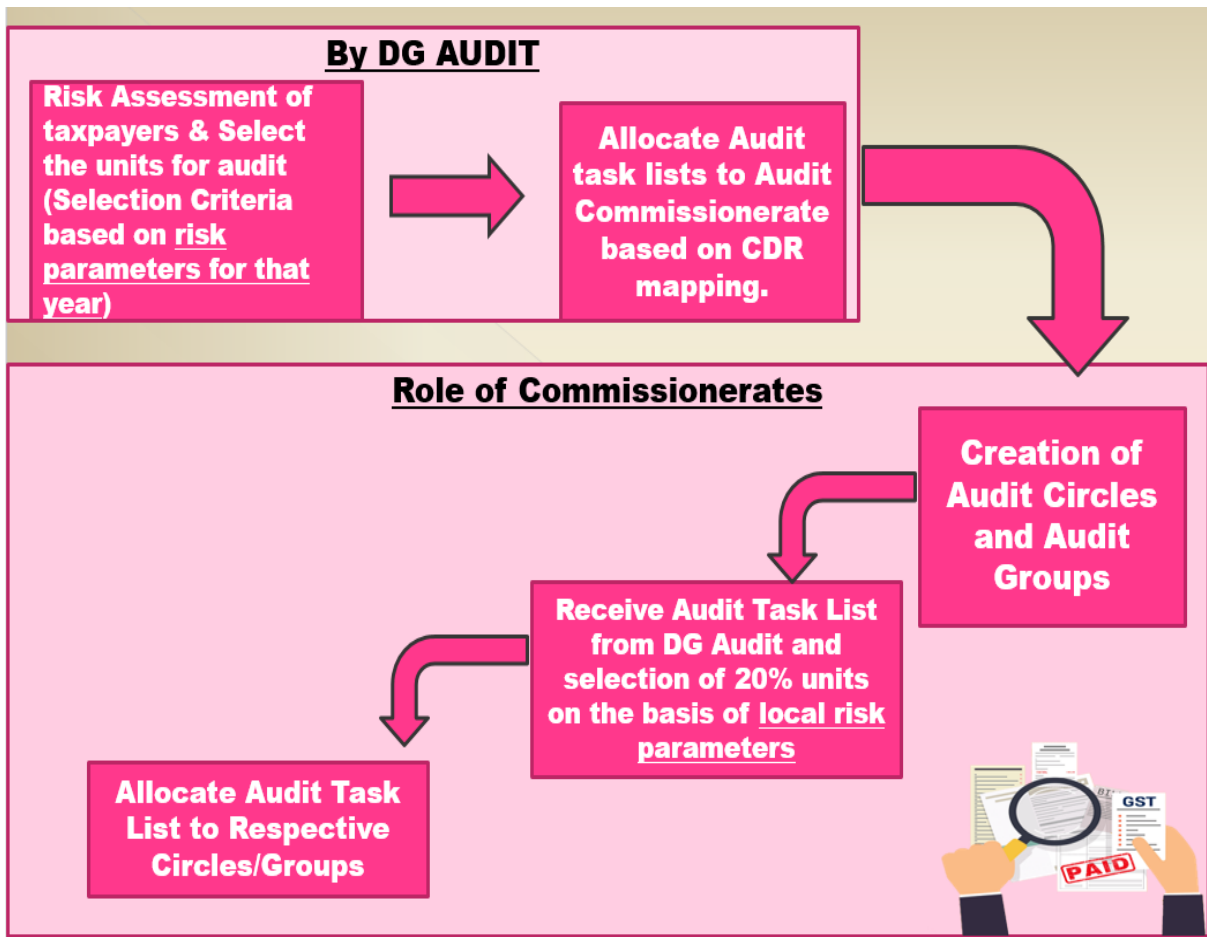 By DG AUDIT
Risk Assessment of
taxpayers & Select
the units for audit
(Selection Criteria
based on risk
parameters for that
year)
Allocate Audit
task lists to Audit
Commissionerate
based on CDR
mapping.
Role of Commissionerates
Creation of
Audit Circles
and Audit
Groups
Receive Audit Task List
from DG Audit and
selection of 20% units
on the basis of local risk
parameters
Allocate Audit Task
List to Respective
Circles/Groups
GST
PAID